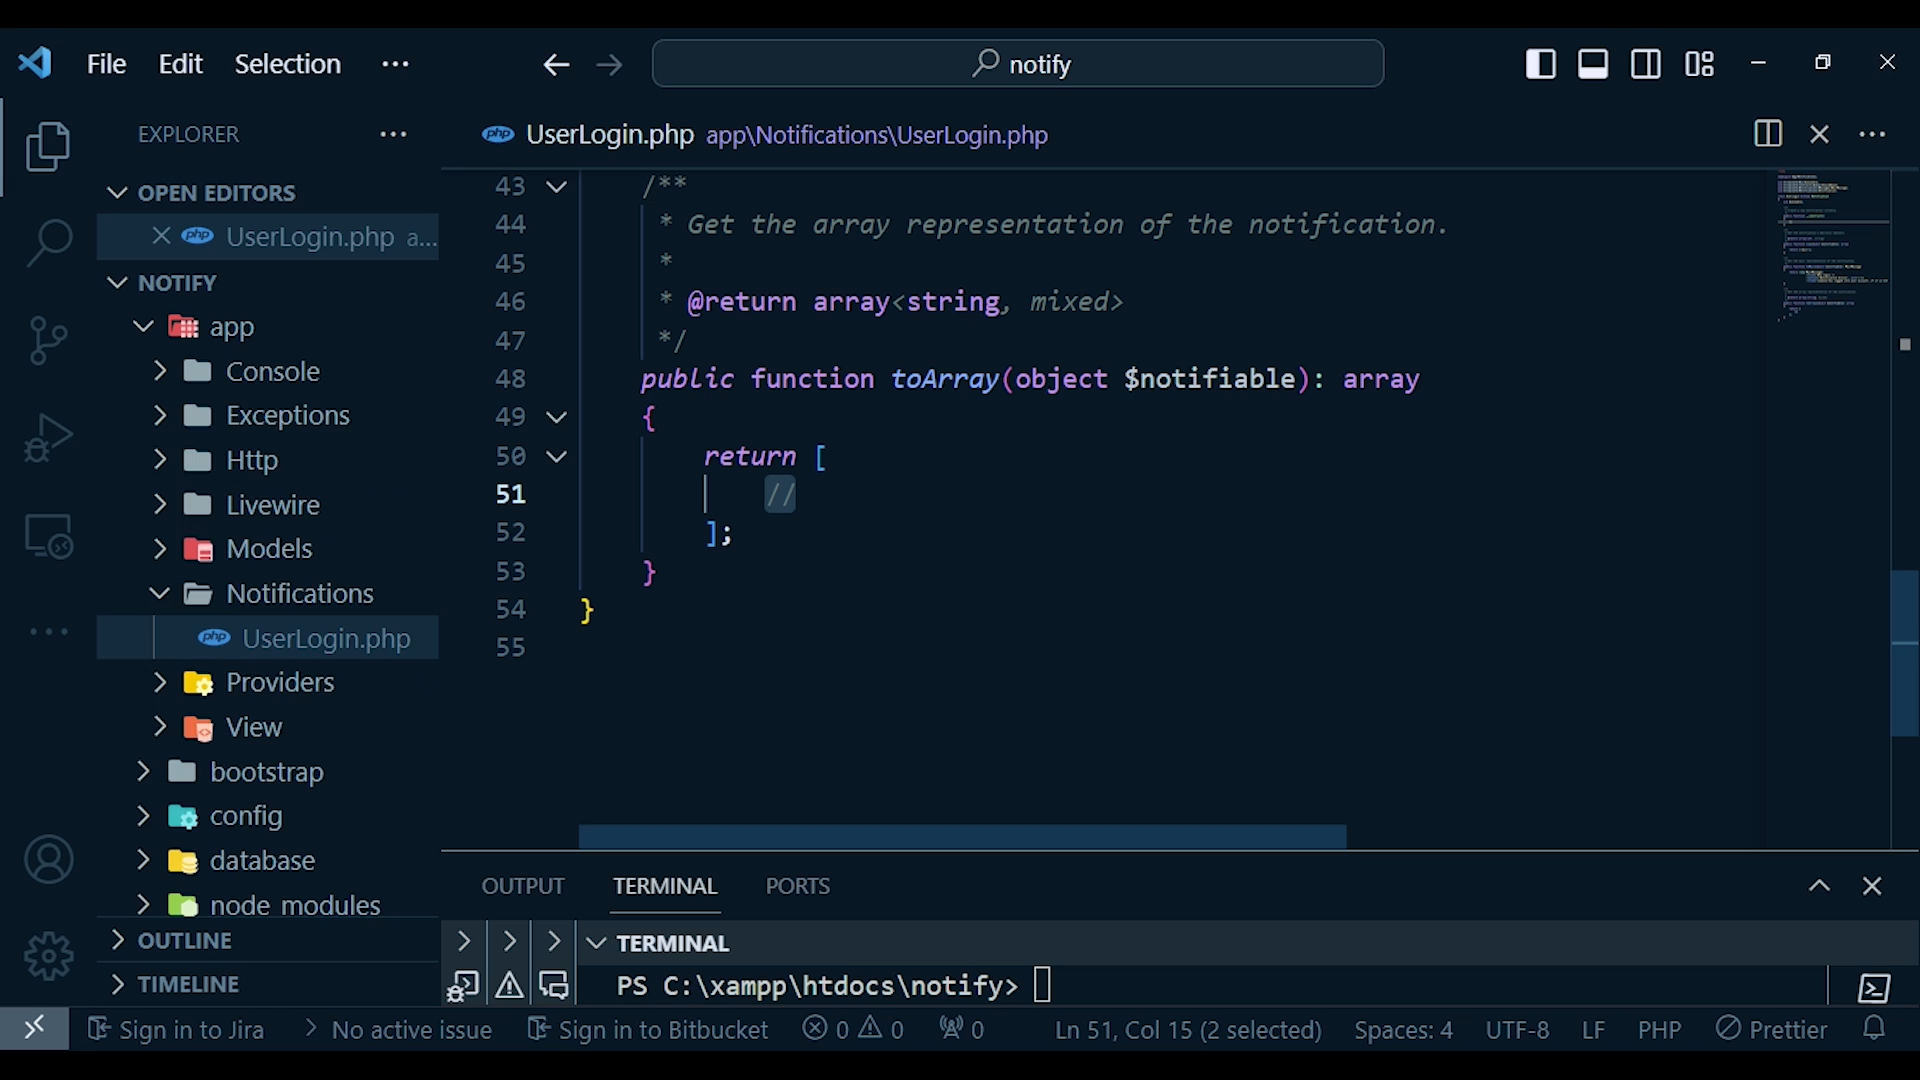 File Edit Selection ···
notify
EXPLORER
OPEN EDITORS
UserLogin.php a...
NOTIFY
app
Console
Exceptions
Http
Livewire
Models
Notifications
UserLogin.php
Providers
View
bootstrap
config
database
node_modules
OUTLINE
TIMELINE
UserLogin.php app\Notifications\UserLogin.php
43 /**
44 * Get the array representation of the notification.
45 *
46 * @return array<string, mixed>
47 */
48 public function toArray(object $notifiable): array
49 {
50 return [
51 //
52 ];
53 }
54 }
55
OUTPUT TERMINAL PORTS
TERMINAL
PS C:\xampp\htdocs\notify>
Sign in to Jira No active issue Sign in to Bitbucket 0 0 0 Ln 51, Col 15 (2 selected) Spaces: 4 UTF-8 LF PHP Prettier